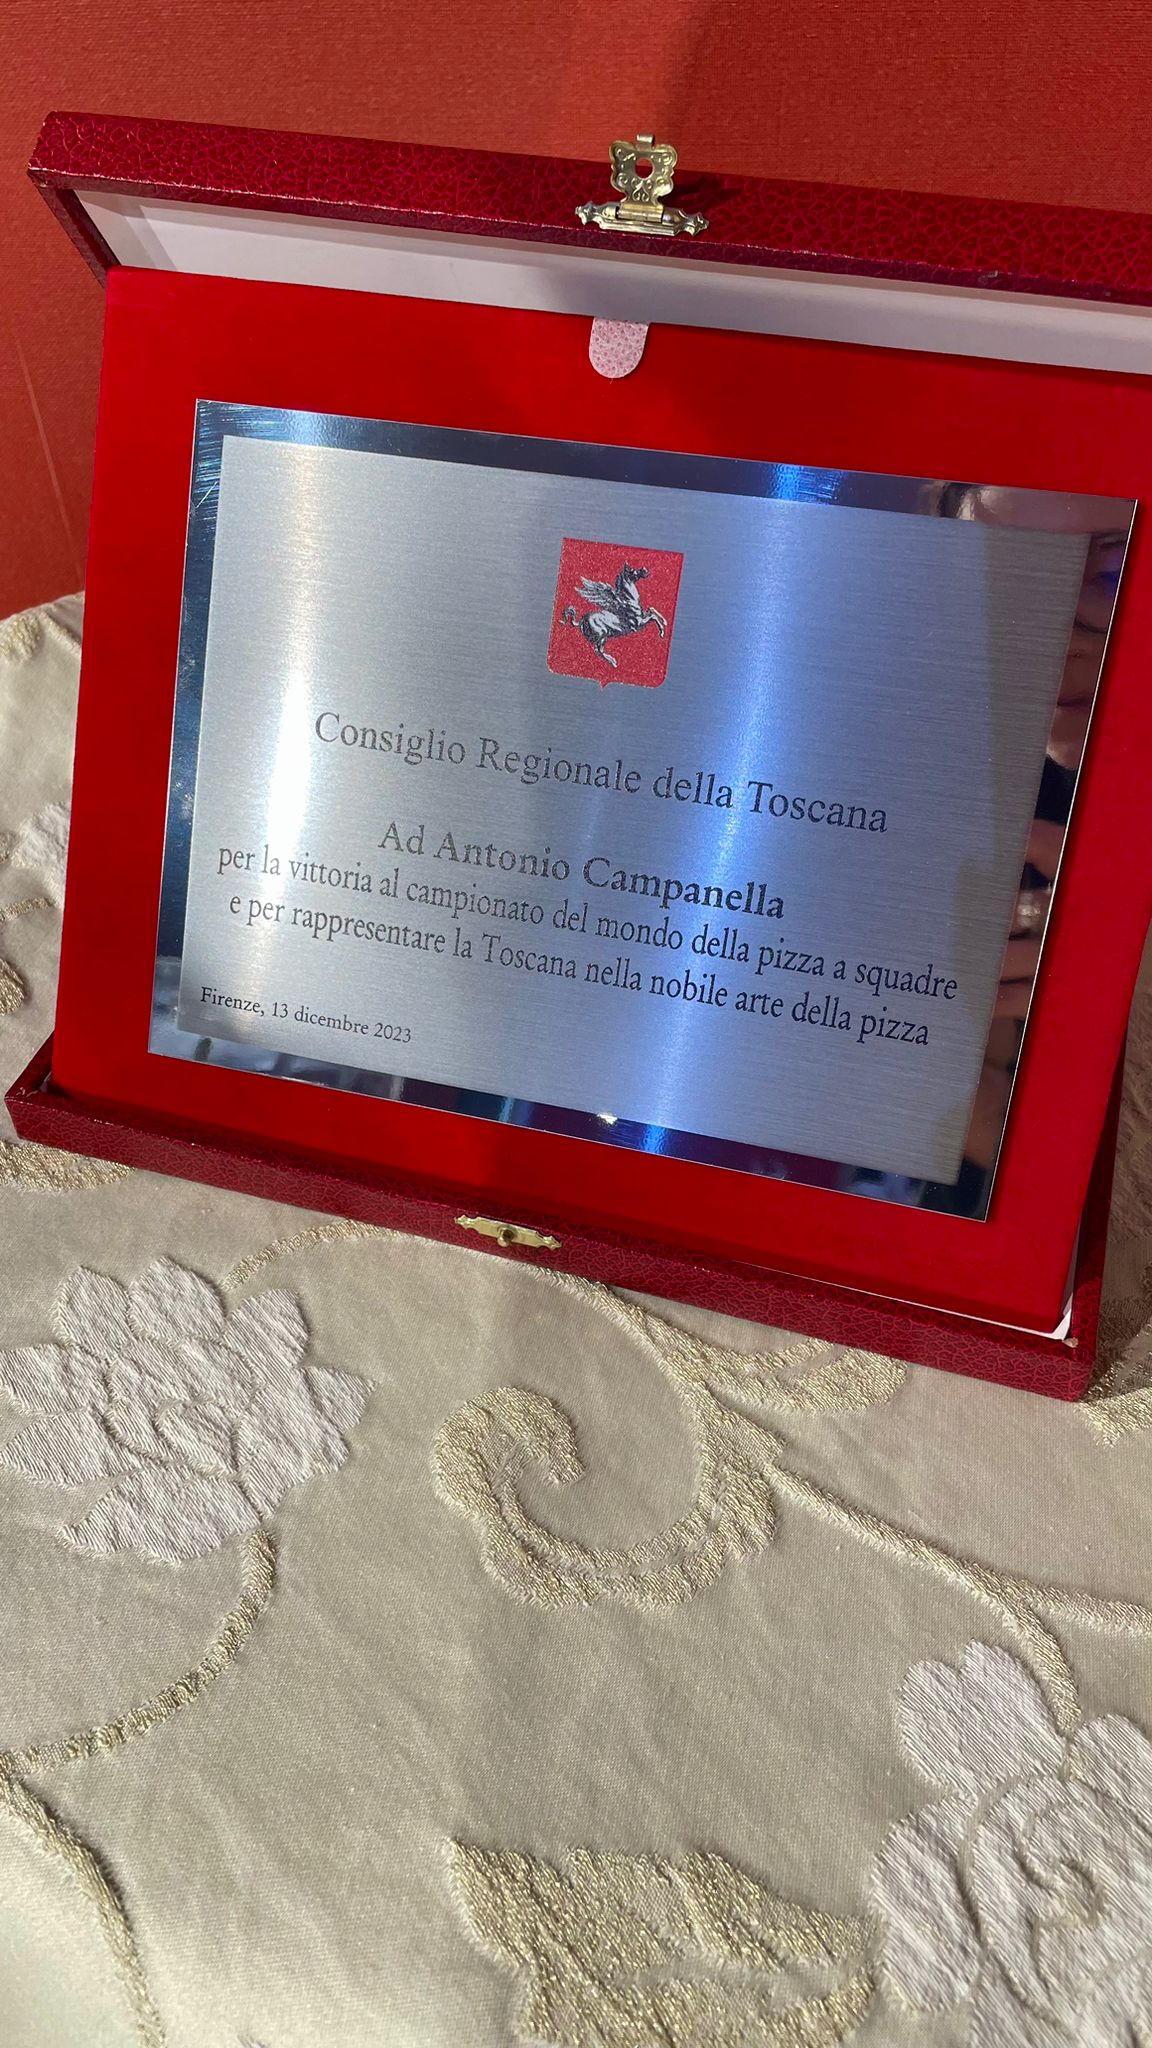 Consiglio Regionale della Toscana
Ad Antonio Campanella
per la vittoria al campionato del mondo della pizza a squadre
e per rappresentare la Toscana nella nobile arte della pizza
Firenze, 13 dicembre 2023